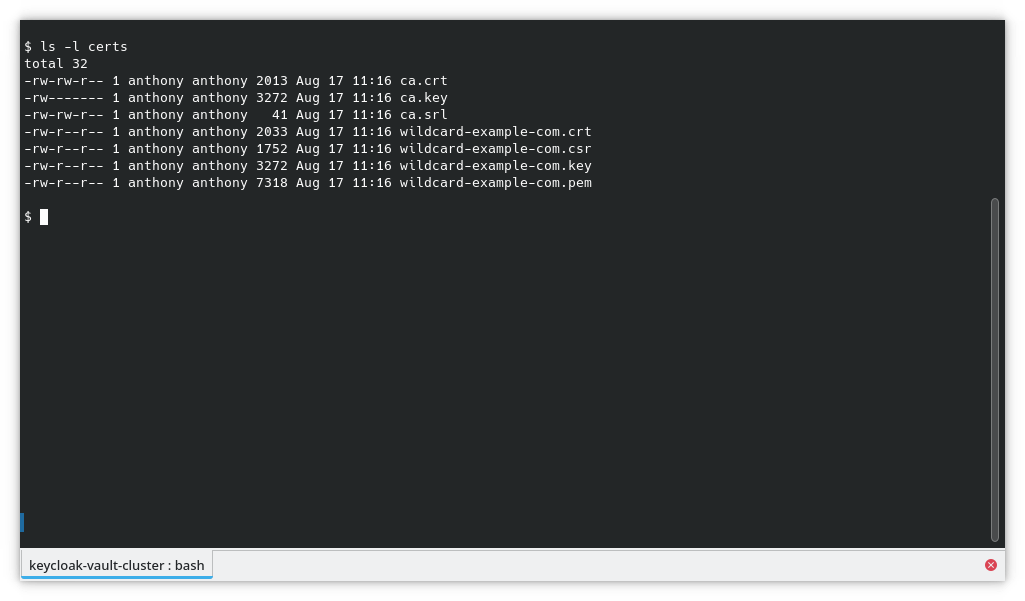 $ ls -l certs
total 32
-rw-rw-r-- 1 anthony anthony 2013 Aug 17 11:16 ca.crt
-rw------- 1 anthony anthony 3272 Aug 17 11:16 ca.key
-rw-rw-r-- 1 anthony anthony   41 Aug 17 11:16 ca.srl
-rw-r--r-- 1 anthony anthony 2033 Aug 17 11:16 wildcard-example-com.crt
-rw-r--r-- 1 anthony anthony 1752 Aug 17 11:16 wildcard-example-com.csr
-rw-r--r-- 1 anthony anthony 3272 Aug 17 11:16 wildcard-example-com.key
-rw-r--r-- 1 anthony anthony 7318 Aug 17 11:16 wildcard-example-com.pem
$
keycloak-vault-cluster : bash